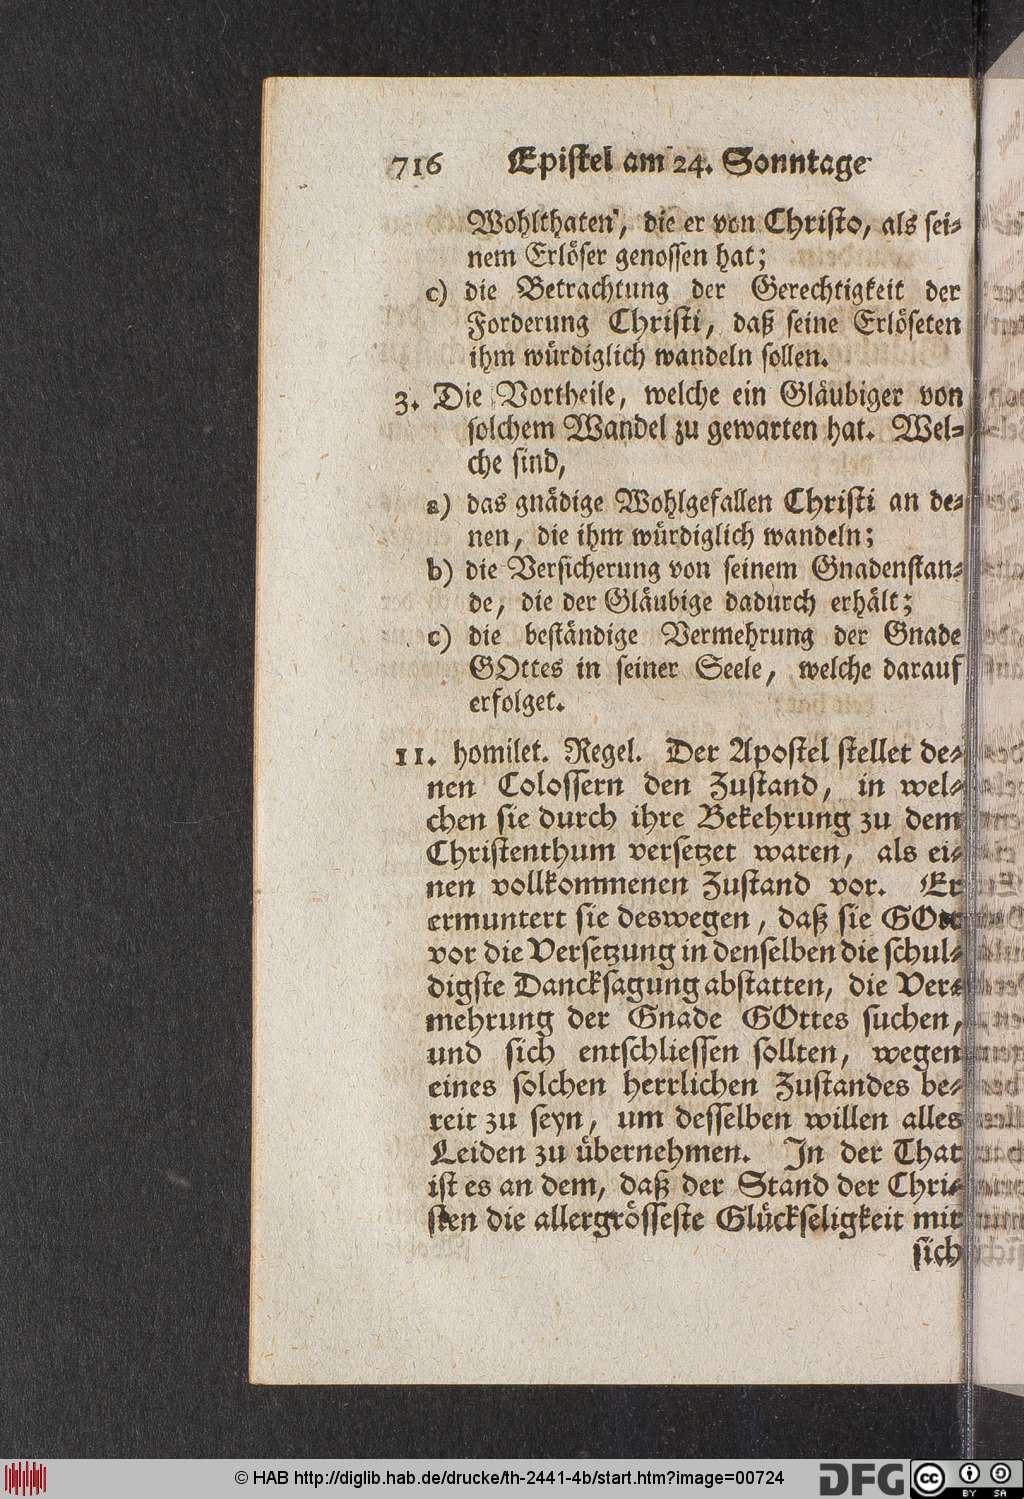 716 Epistel am 24. Sonntage
Wohlthaten, die er von Christo, als sei-
nem Erlöser genossen hat;
c) die Betrachtung der Gerechtigkeit der
Forderung Christi, daß seine Erlöseten
ihm würdiglich wandeln sollen.
3. Die Vortheile, welche ein Gläubiger von
solchem Wandel zu gewarten hat. Wel-
che sind,
a) das gnädige Wohlgefallen Christi an de-
nen, die ihm würdiglich wandeln;
b) die Versicherung von seinem Gnadenstan-
de, die der Gläubige dadurch erhält;
c) die beständige Vermehrung der Gnade
GOttes in seiner Seele, welche darauf
erfolget.
11. homilet. Regel. Der Apostel stellet de-
nen Colossern den Zustand, in wel-
chen sie durch ihre Bekehrung zu dem
Christenthum versetzet waren, als ei-
nen vollkommenen Zustand vor. Er
ermuntert sie deswegen, daß sie GOtt
vor die Versetzung in denselben die schul-
digste Dancksagung abstatten, die Ver-
mehrung der Gnade GOttes suchen,
und sich entschliessen sollten, wegen
eines solchen herrlichen Zustandes be-
reit zu seyn, um desselben willen alles
Leiden zu übernehmen. In der That
ist es an dem, daß der Stand der Chri-
sten die allergrösseste Glückseligkeit mit
sich
© HAB http://diglib.hab.de/drucke/th-2441-4b/start.htm?image=00724
DFG
cc BY SA